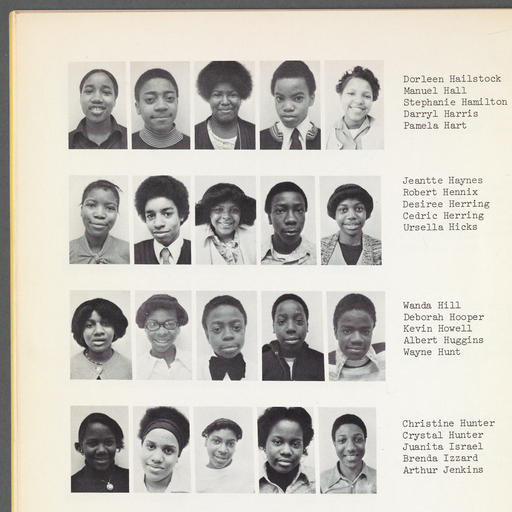 Dorleen Hailstock
Manuel Hall
Stephanie Hamilton
Darryl Harris
Pamela Hart
Jeantte Haynes
Robert Hennix
Desiree Herring
Cedric Herring
Ursella Hicks
Wanda Hill
Deborah Hooper
Kevin Howell
Albert Huggins
Wayne Hunt
Christine Hunter
Crystal Hunter
Juanita Israel
Brenda Izzard
Arthur Jenkins